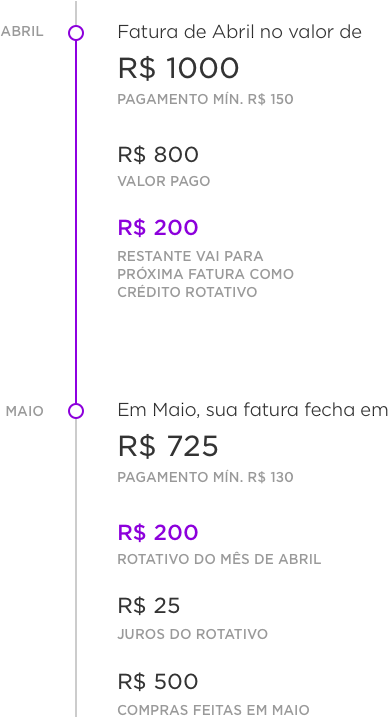 ABRIL
Fatura de Abril no valor de
R$ 1000
PAGAMENTO MÍN. R$ 150
R$ 800
VALOR PAGO
R$ 200
RESTANTE VAI PARA
PRÓXIMA FATURA COMO
CRÉDITO ROTATIVO
MAIO
Em Maio, sua fatura fecha em
R$ 725
PAGAMENTO MÍN. R$ 130
R$ 200
ROTATIVO DO MÊS DE ABRIL
R$ 25
JUROS DO ROTATIVO
R$ 500
COMPRAS FEITAS EM MAIO